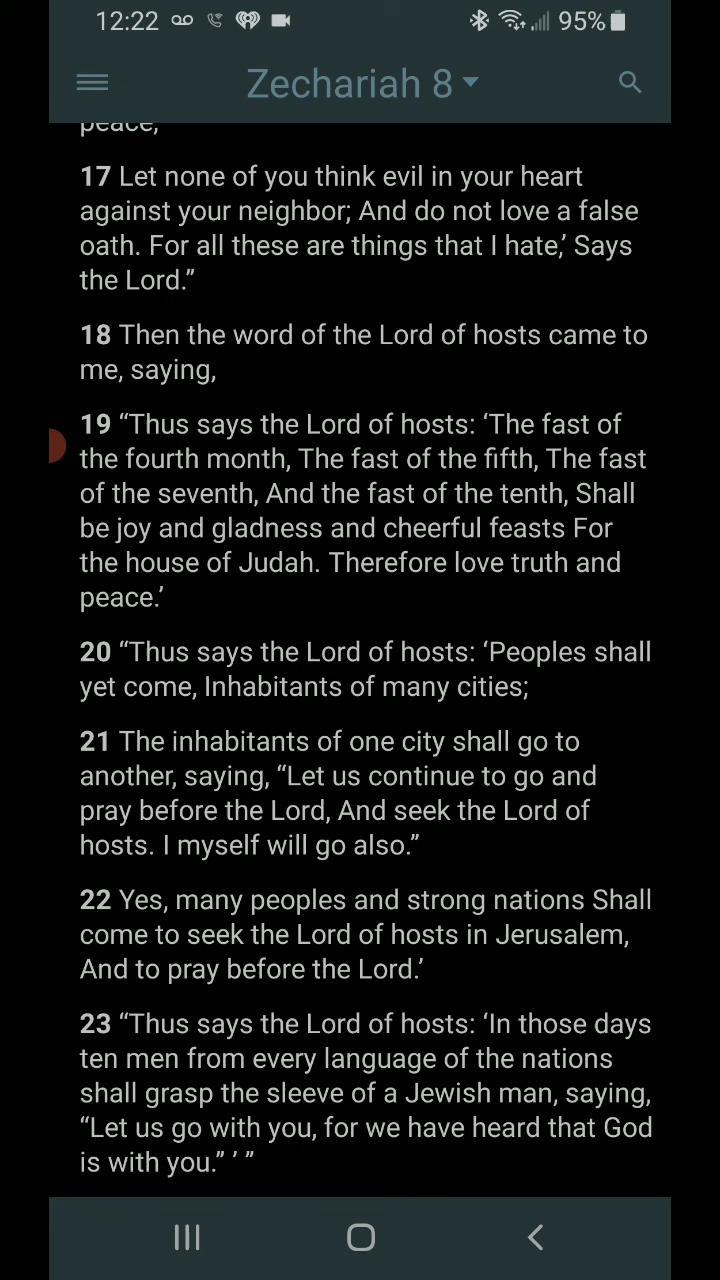 12:22 95%
Zechariah 8
peace,
17 Let none of you think evil in your heart
against your neighbor; And do not love a false
oath. For all these are things that I hate,’ Says
the Lord.”
18 Then the word of the Lord of hosts came to
me, saying,
19 “Thus says the Lord of hosts: ‘The fast of
the fourth month, The fast of the fifth, The fast
of the seventh, And the fast of the tenth, Shall
be joy and gladness and cheerful feasts For
the house of Judah. Therefore love truth and
peace.’
20 “Thus says the Lord of hosts: ‘Peoples shall
yet come, Inhabitants of many cities;
21 The inhabitants of one city shall go to
another, saying, “Let us continue to go and
pray before the Lord, And seek the Lord of
hosts. I myself will go also.”
22 Yes, many peoples and strong nations Shall
come to seek the Lord of hosts in Jerusalem,
And to pray before the Lord.’
23 “Thus says the Lord of hosts: ‘In those days
ten men from every language of the nations
shall grasp the sleeve of a Jewish man, saying,
“Let us go with you, for we have heard that God
is with you.” ’ ”